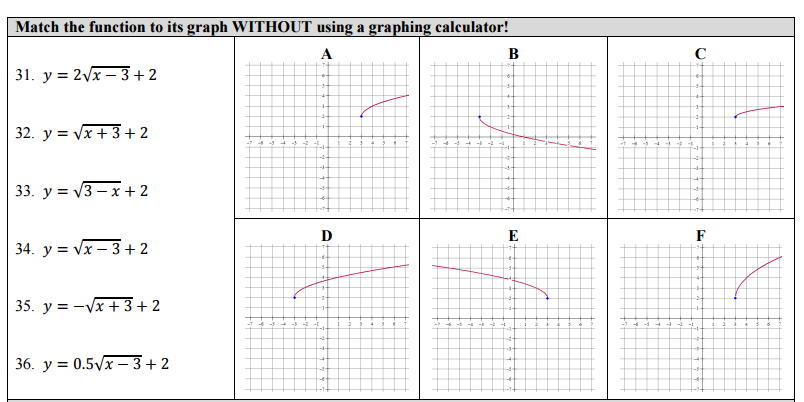 Match the function to its graph WITHOUT using a graphing calculator!
31. y = 2√(x − 3) + 2
32. y = √(x + 3) + 2
33. y = √(3 − x) + 2
34. y = √(x − 3) + 2
35. y = −√(x + 3) + 2
36. y = 0.5√(x − 3) + 2
A B C
D E F